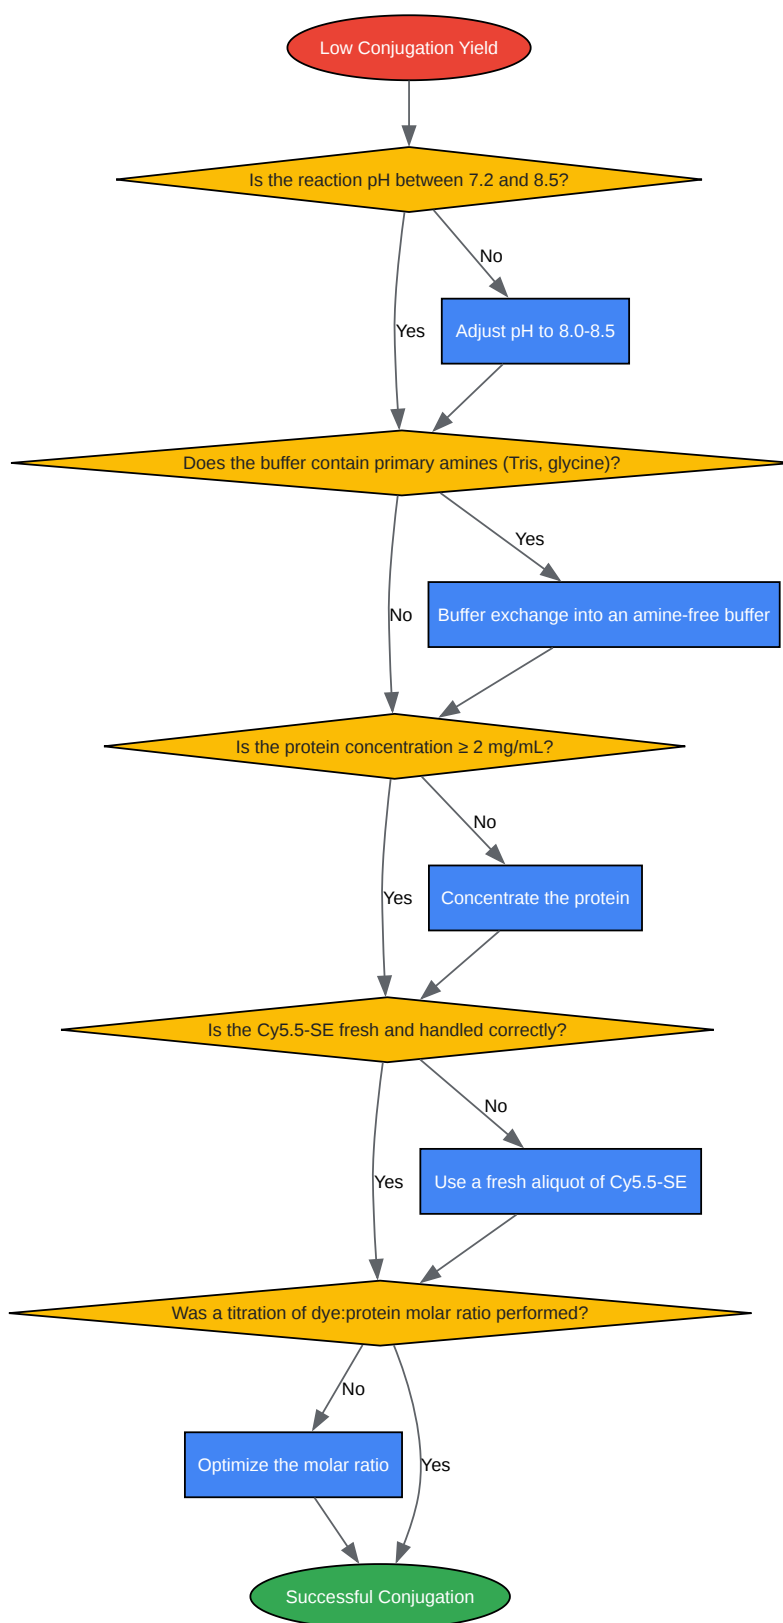 Low Conjugation Yield
Is the reaction pH between 7.2 and 8.5?
No
Yes
Adjust pH to 8.0-8.5
Does the buffer contain primary amines (Tris, glycine)?
Yes
No
Buffer exchange into an amine-free buffer
Is the protein concentration ≥ 2 mg/mL?
No
Yes
Concentrate the protein
Is the Cy5.5-SE fresh and handled correctly?
No
Yes
Use a fresh aliquot of Cy5.5-SE
Was a titration of dye:protein molar ratio performed?
No
Optimize the molar ratio
Yes
Successful Conjugation